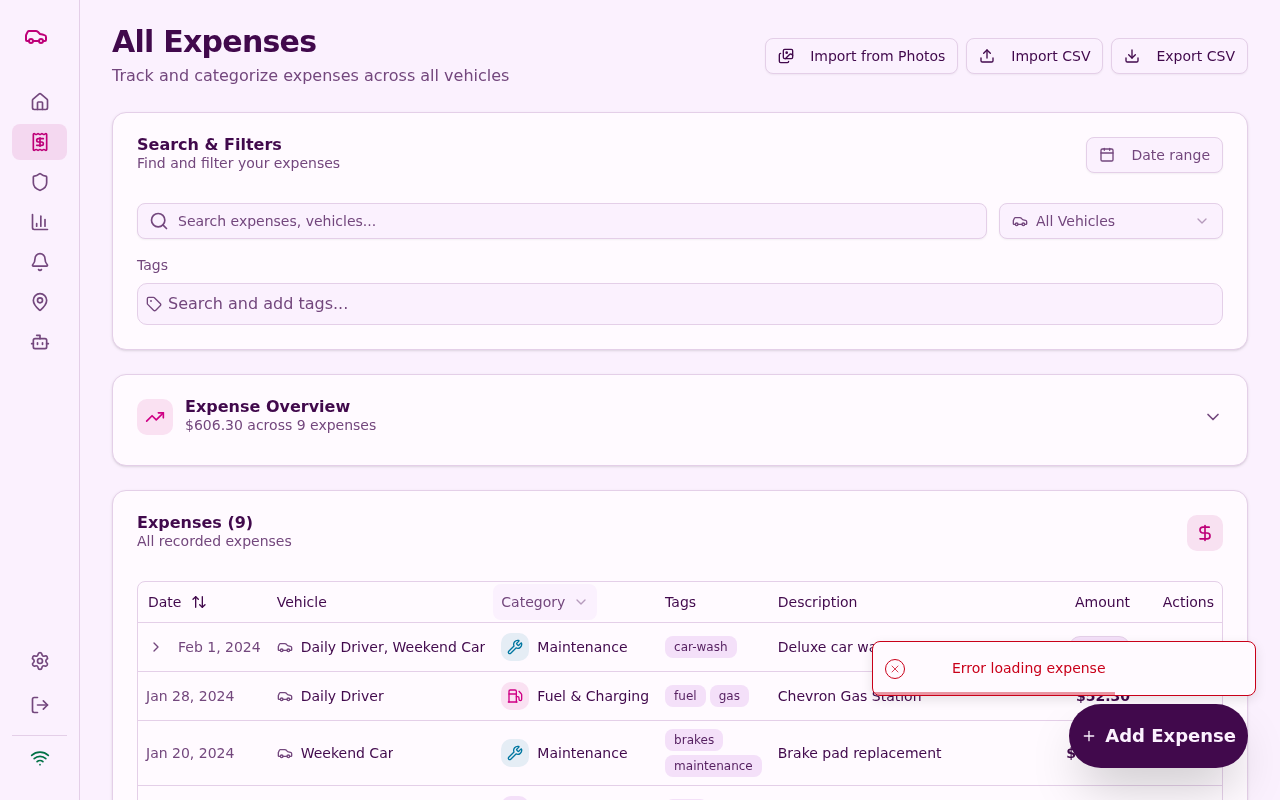 All Expenses
Track and categorize expenses across all vehicles
Import from Photos
Import CSV
Export CSV
Search & Filters
Find and filter your expenses
Date range
Search expenses, vehicles...
All Vehicles
Tags
Search and add tags...
Expense Overview
$606.30 across 9 expenses
Expenses (9)
All recorded expenses
Date Vehicle Category Tags Description Amount Actions
Feb 1, 2024 Daily Driver, Weekend Car Maintenance car-wash Deluxe car
Error loading expense
Jan 28, 2024 Daily Driver Fuel & Charging fuel gas Chevron Gas Station $52.30
Jan 20, 2024 Weekend Car Maintenance brakes maintenance Brake pad replacement
+ Add Expense